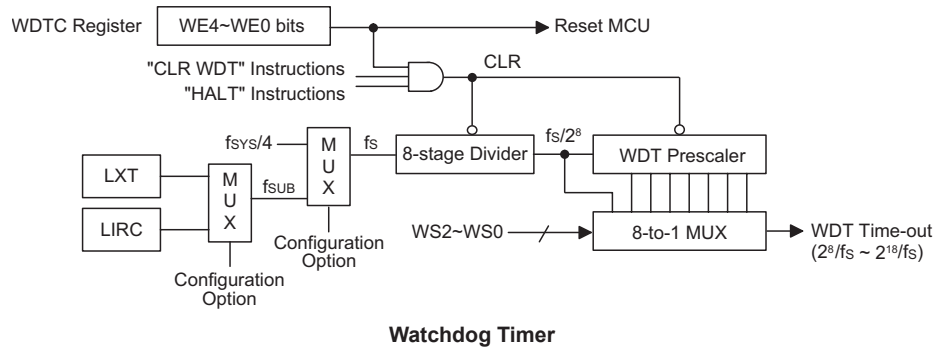 WDTC Register
WE4~WE0 bits
Reset MCU
"CLR WDT" Instructions
"HALT" Instructions
CLR
fSYS/4
M
U
X
fS
8-stage Divider
fS/2⁸
WDT Prescaler
LXT
LIRC
M
U
X
fSUB
Configuration
Option
Configuration
Option
WS2~WS0
8-to-1 MUX
WDT Time-out
(2⁸/fS ~ 2¹⁸/fS)
Watchdog Timer